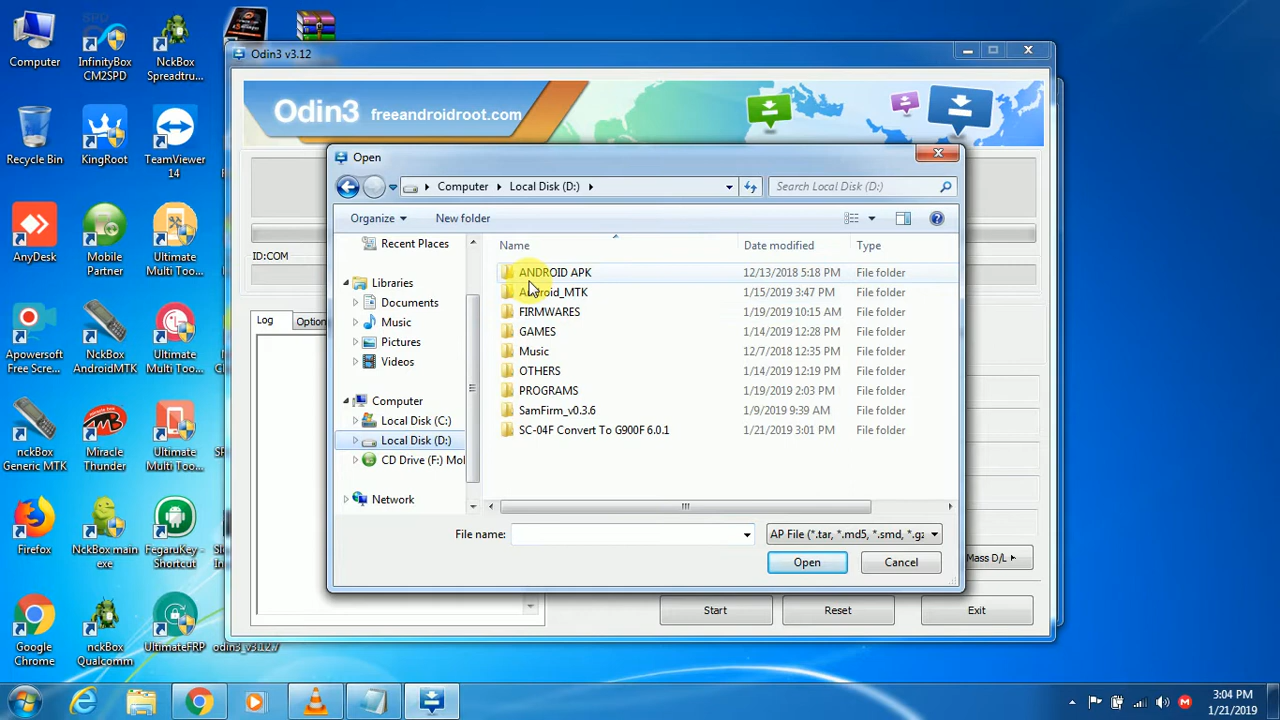 Computer
InfinityBox
CM2SPD
NckBox
Spreadtru...
Recycle Bin
KingRoot
TeamViewer
14
AnyDesk
Mobile
Partner
Ultimate
Multi Too...
Apowersoft
Free Scre...
NckBox
AndroidMTK
Ultimate
Multi Too...
nckBox
Generic MTK
Miracle
Thunder
Ultimate
Multi Too...
Firefox
NckBox main
exe
FegaruKey -
Shortcut
Google
Chrome
nckBox
Qualcomm
UltimateFRP
odin3_v3.12.7
Odin3 v3.12
Odin3 freeandroidroot.com
ID:COM
Log
Option
Mass D/L
Start
Reset
Exit
Open
Computer
Local Disk (D:)
Search Local Disk (D:)
Organize
New folder
Recent Places
Libraries
Documents
Music
Pictures
Videos
Computer
Local Disk (C:)
Local Disk (D:)
CD Drive (F:) Mol
Network
Name
Date modified
Type
ANDROID APK 12/13/2018 5:18 PM File folder
Android_MTK 1/15/2019 3:47 PM File folder
FIRMWARES 1/19/2019 10:15 AM File folder
GAMES 1/14/2019 12:28 PM File folder
Music 12/7/2018 12:35 PM File folder
OTHERS 1/14/2019 12:19 PM File folder
PROGRAMS 1/19/2019 2:03 PM File folder
SamFirm_v0.3.6 1/9/2019 9:39 AM File folder
SC-04F Convert To G900F 6.0.1 1/21/2019 3:01 PM File folder
File name:
AP File (*.tar, *.md5, *.smd, *.gz
Open
Cancel
3:04 PM
1/21/2019